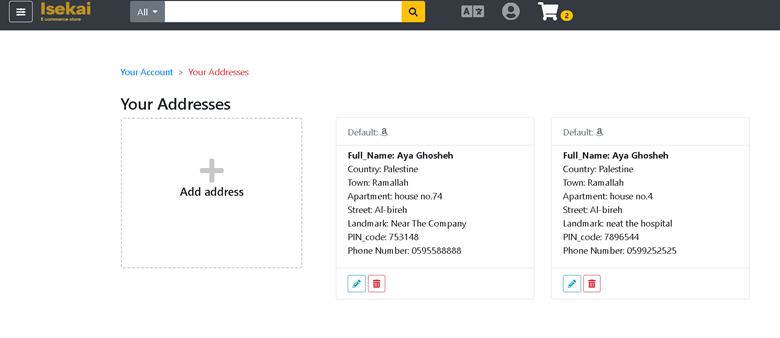 Isekai
E commerce store
All
2
Your Account > Your Addresses
Your Addresses
Add address
Default:
Full_Name: Aya Ghosheh
Country: Palestine
Town: Ramallah
Apartment: house no.74
Street: Al-bireh
Landmark: Near The Company
PIN_code: 753148
Phone Number: 0595588888
Default:
Full_Name: Aya Ghosheh
Country: Palestine
Town: Ramallah
Apartment: house no.4
Street: Al-bireh
Landmark: neat the hospital
PIN_code: 7896544
Phone Number: 0599252525